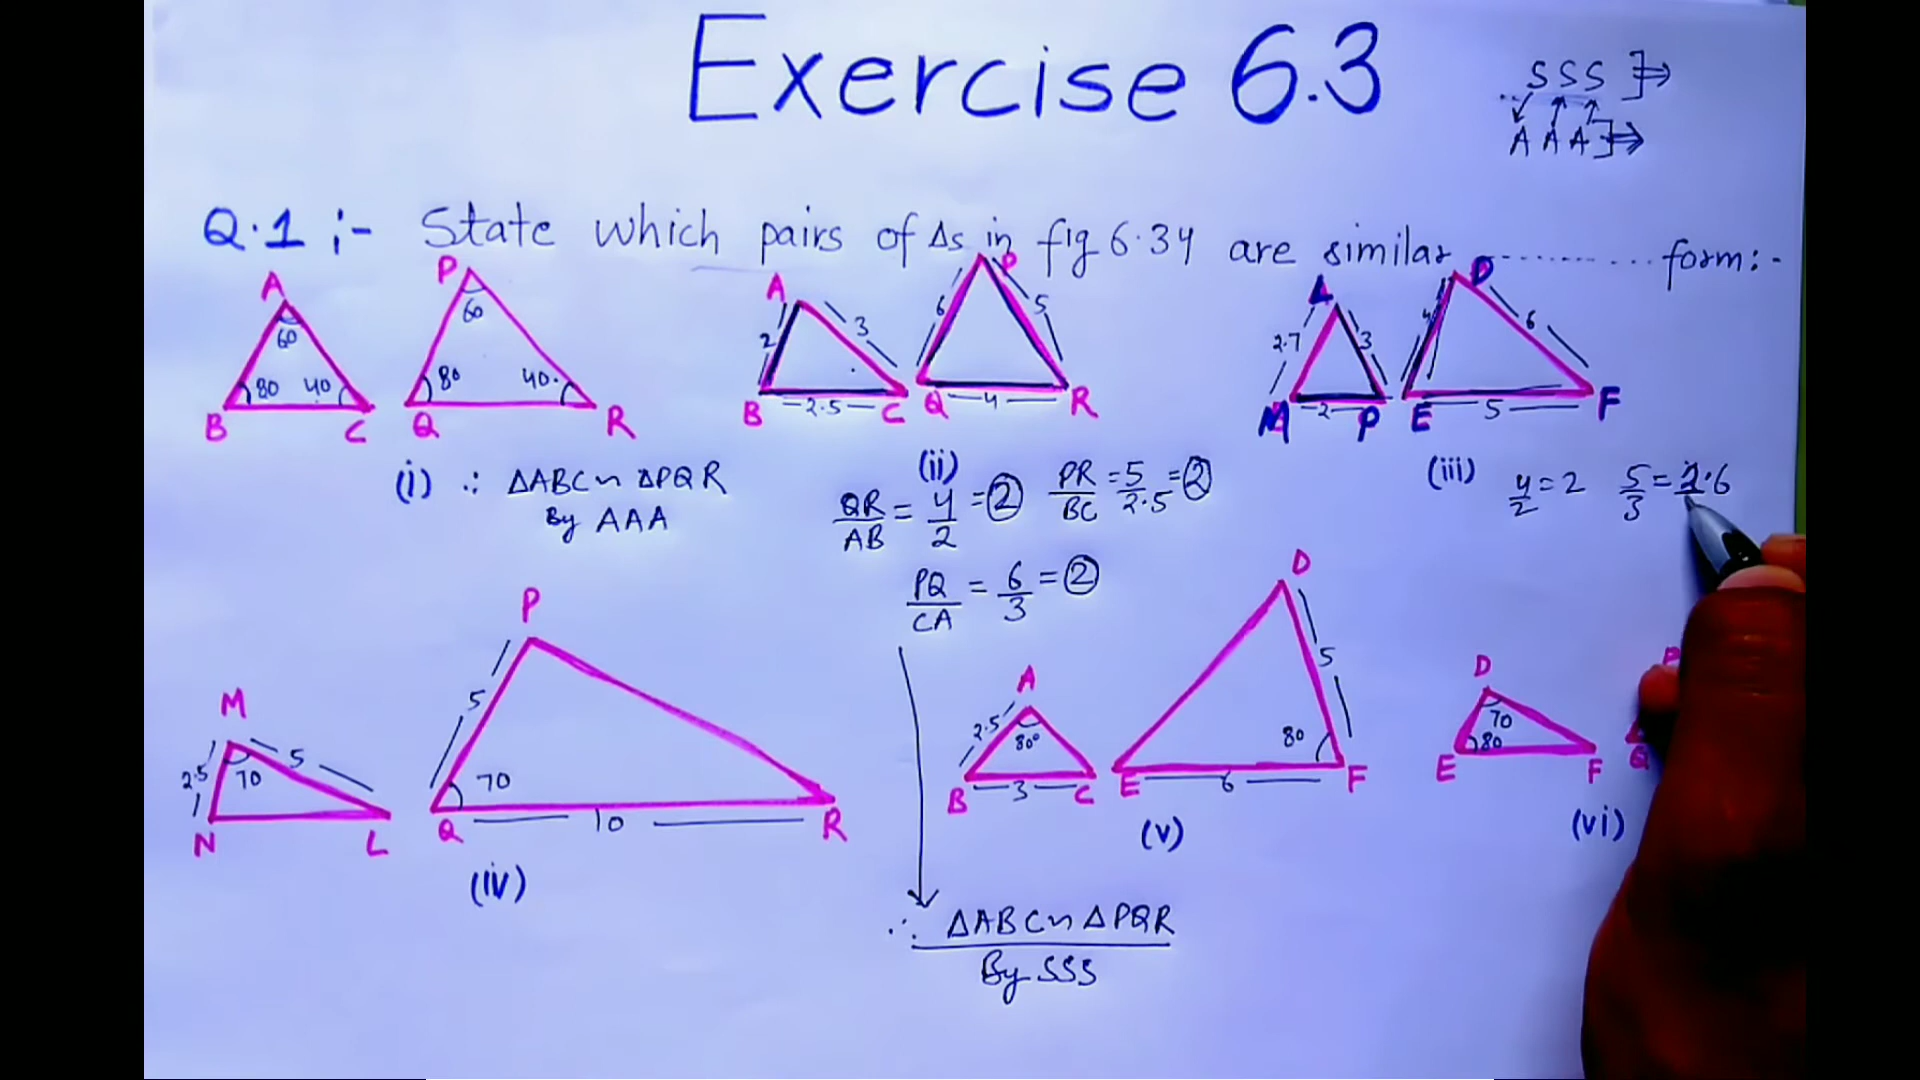 Exercise 6.3
SSS ]⇒
AAA]⇒
Q.1 :- State which pairs of Δs in fig 6.34 are similar .......... form:-
A
60
80 40
B C
P
60
80 40.
Q R
(i) ∴ ΔABC ~ ΔPQR
By AAA
A
2 3
B 2.5 C
P
6 5
Q 4 R
(ii)
QR/AB = 4/2 = 2 PR/BC = 5/2.5 = 2
PQ/CA = 6/3 = 2
∴ ΔABC ~ ΔPQR
By SSS
L
2.7 3
M 2 P
D
4 6
E 5 F
(iii) 4/2 = 2 5/3 = 2.6
M
2.5 70 5
N L
P
5
70
Q 10 R
(iv)
A
2.5 80°
B 3 C
D
5
80
E 6 F
(v)
D
70
80
E F
Q
(vi)